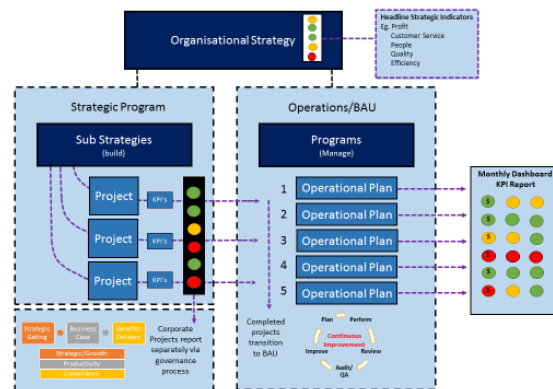 Organisational Strategy
Headline Strategic Indicators
Eg. Profit
Customer Service
People
Quality
Efficiency
Strategic Program
Sub Strategies
(build)
Project
KPI's
Project
KPI's
Project
KPI's
Operations/BAU
Programs
(Manage)
1 Operational Plan
2 Operational Plan
3 Operational Plan
4 Operational Plan
5 Operational Plan
Monthly Dashboard
KPI Report
$
$
$
$
$
$
Strategic
Gating
Business
Case
Benefits
Delivery
Strategic/Growth
Productivity
Compliance
Corporate
Projects report
separately via
governance
process
Completed
projects
transition
to BAU
Plan
Perform
Continuous
Improvement
Improve
Review
Audit/
QA